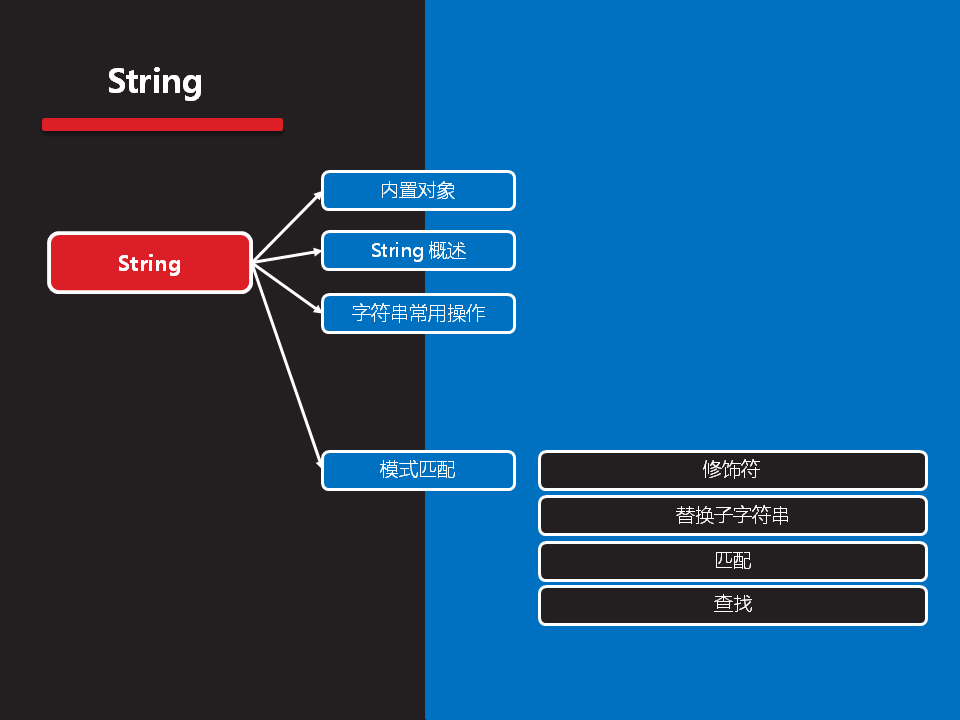 String
String
内置对象
String 概述
字符串常用操作
模式匹配
修饰符
替换子字符串
匹配
查找